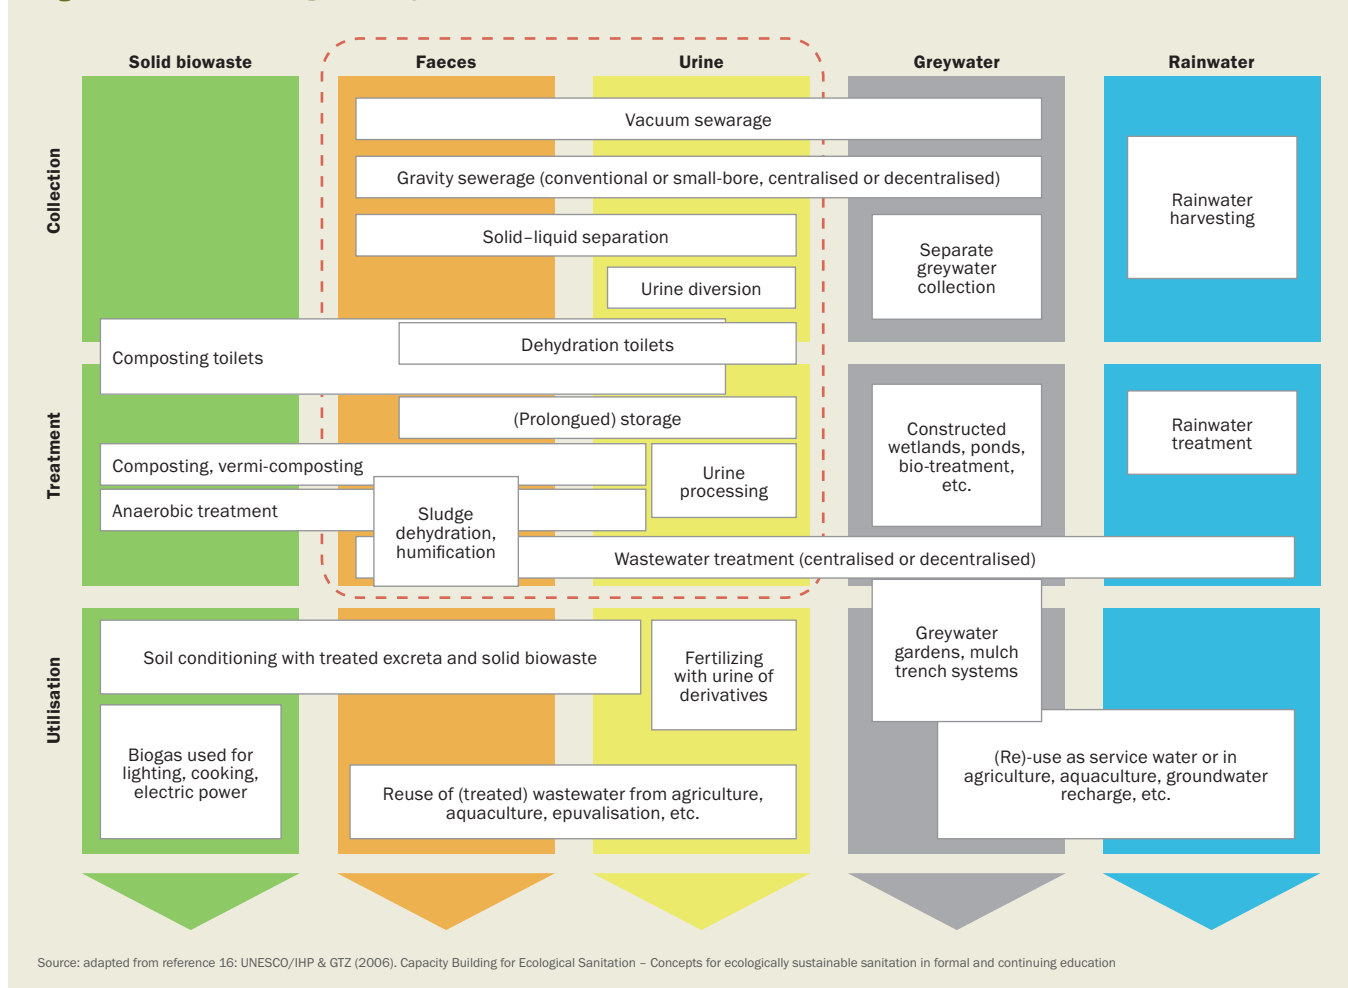 Solid biowaste
Faeces
Urine
Greywater
Rainwater
Collection
Vacuum sewarage
Gravity sewerage (conventional or small-bore, centralised or decentralised)
Solid–liquid separation
Urine diversion
Separate
greywater
collection
Rainwater
harvesting
Composting toilets
Dehydration toilets
Treatment
(Prolongued) storage
Composting, vermi-composting
Anaerobic treatment
Sludge
dehydration,
humification
Urine
processing
Constructed
wetlands, ponds,
bio-treatment,
etc.
Rainwater
treatment
Wastewater treatment (centralised or decentralised)
Utilisation
Soil conditioning with treated excreta and solid biowaste
Fertilizing
with urine of
derivatives
Greywater
gardens, mulch
trench systems
Biogas used for
lighting, cooking,
electric power
Reuse of (treated) wastewater from agriculture,
aquaculture, epuvalisation, etc.
(Re)-use as service water or in
agriculture, aquaculture, groundwater
recharge, etc.
Source: adapted from reference 16: UNESCO/IHP & GTZ (2006). Capacity Building for Ecological Sanitation – Concepts for ecologically sustainable sanitation in formal and continuing education